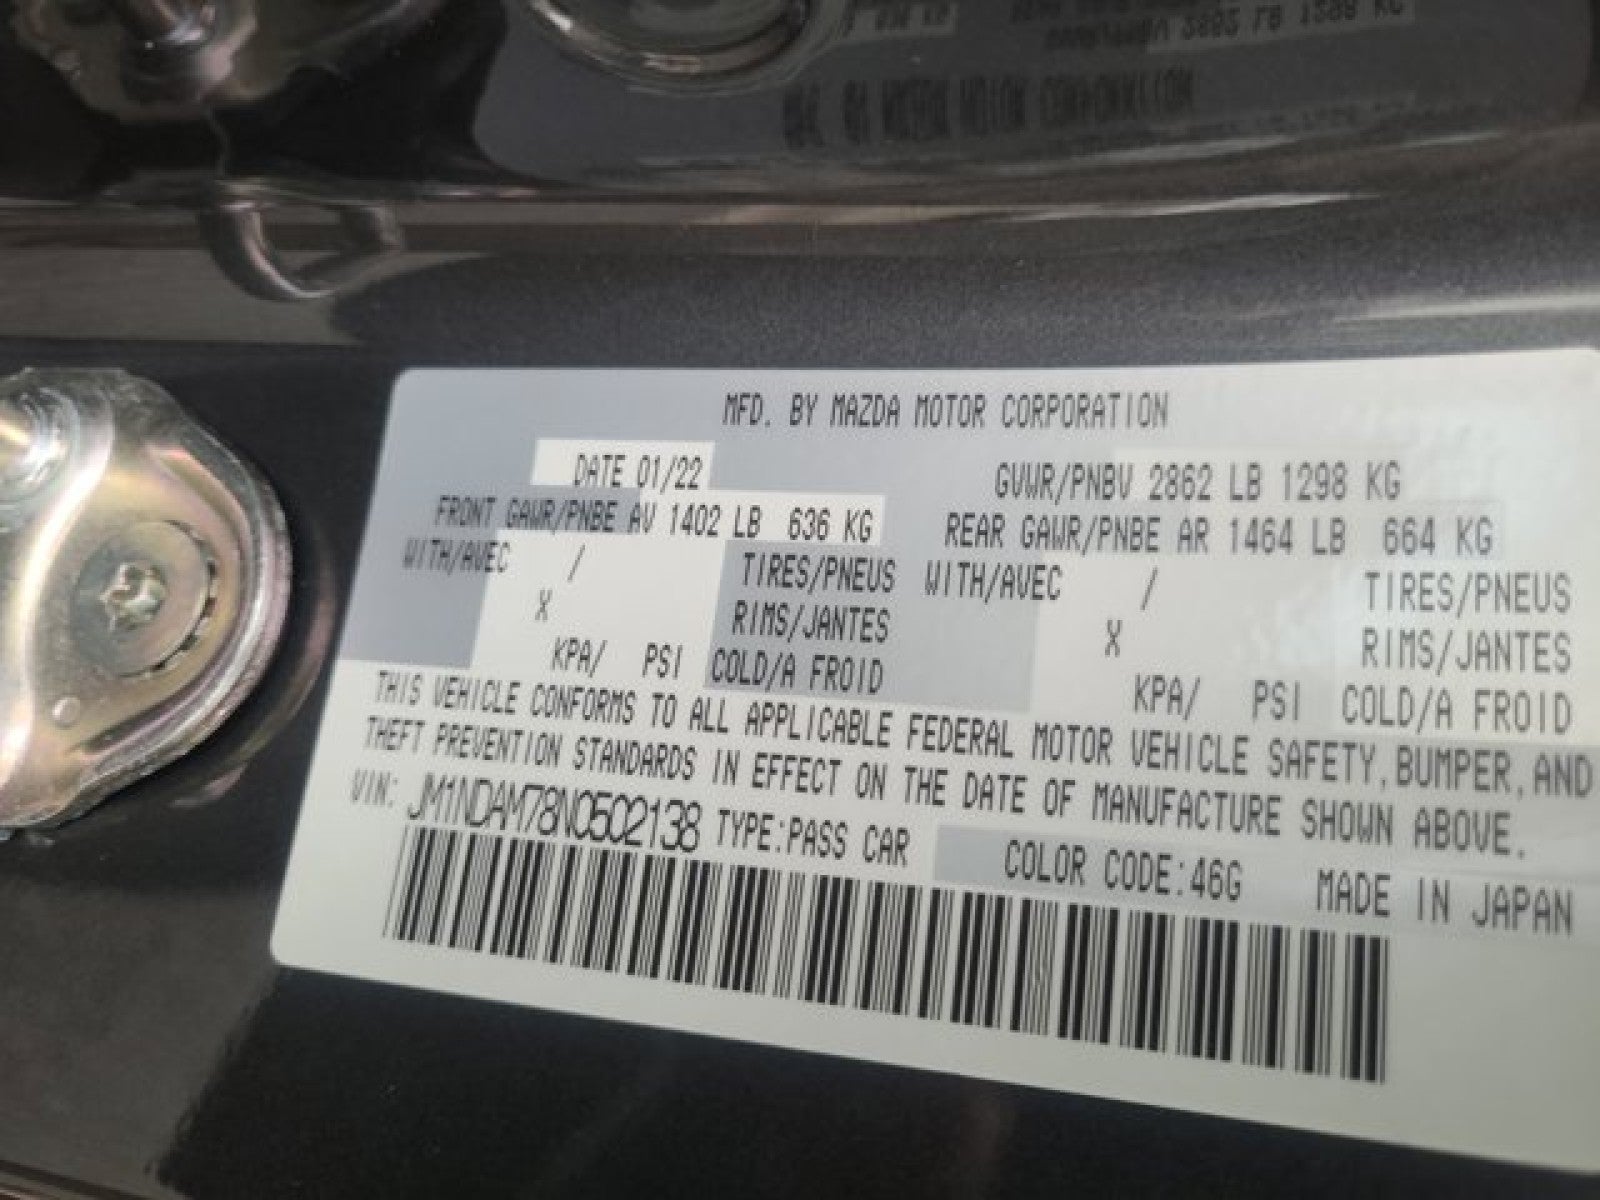 MFD. BY MAZDA MOTOR CORPORATION
DATE 01/22 GVWR/PNBV 2862 LB 1298 KG
FRONT GAWR/PNBE AV 1402 LB 636 KG REAR GAWR/PNBE AR 1464 LB 664 KG
WITH/AVEC / TIRES/PNEUS WITH/AVEC / TIRES/PNEUS
X RIMS/JANTES X RIMS/JANTES
KPA/ PSI COLD/A FROID KPA/ PSI COLD/A FROID
THIS VEHICLE CONFORMS TO ALL APPLICABLE FEDERAL MOTOR VEHICLE SAFETY,BUMPER,AND
THEFT PREVENTION STANDARDS IN EFFECT ON THE DATE OF MANUFACTURE SHOWN ABOVE.
VIN: JM1NDAM78N0502138 TYPE:PASS CAR COLOR CODE:46G MADE IN JAPAN